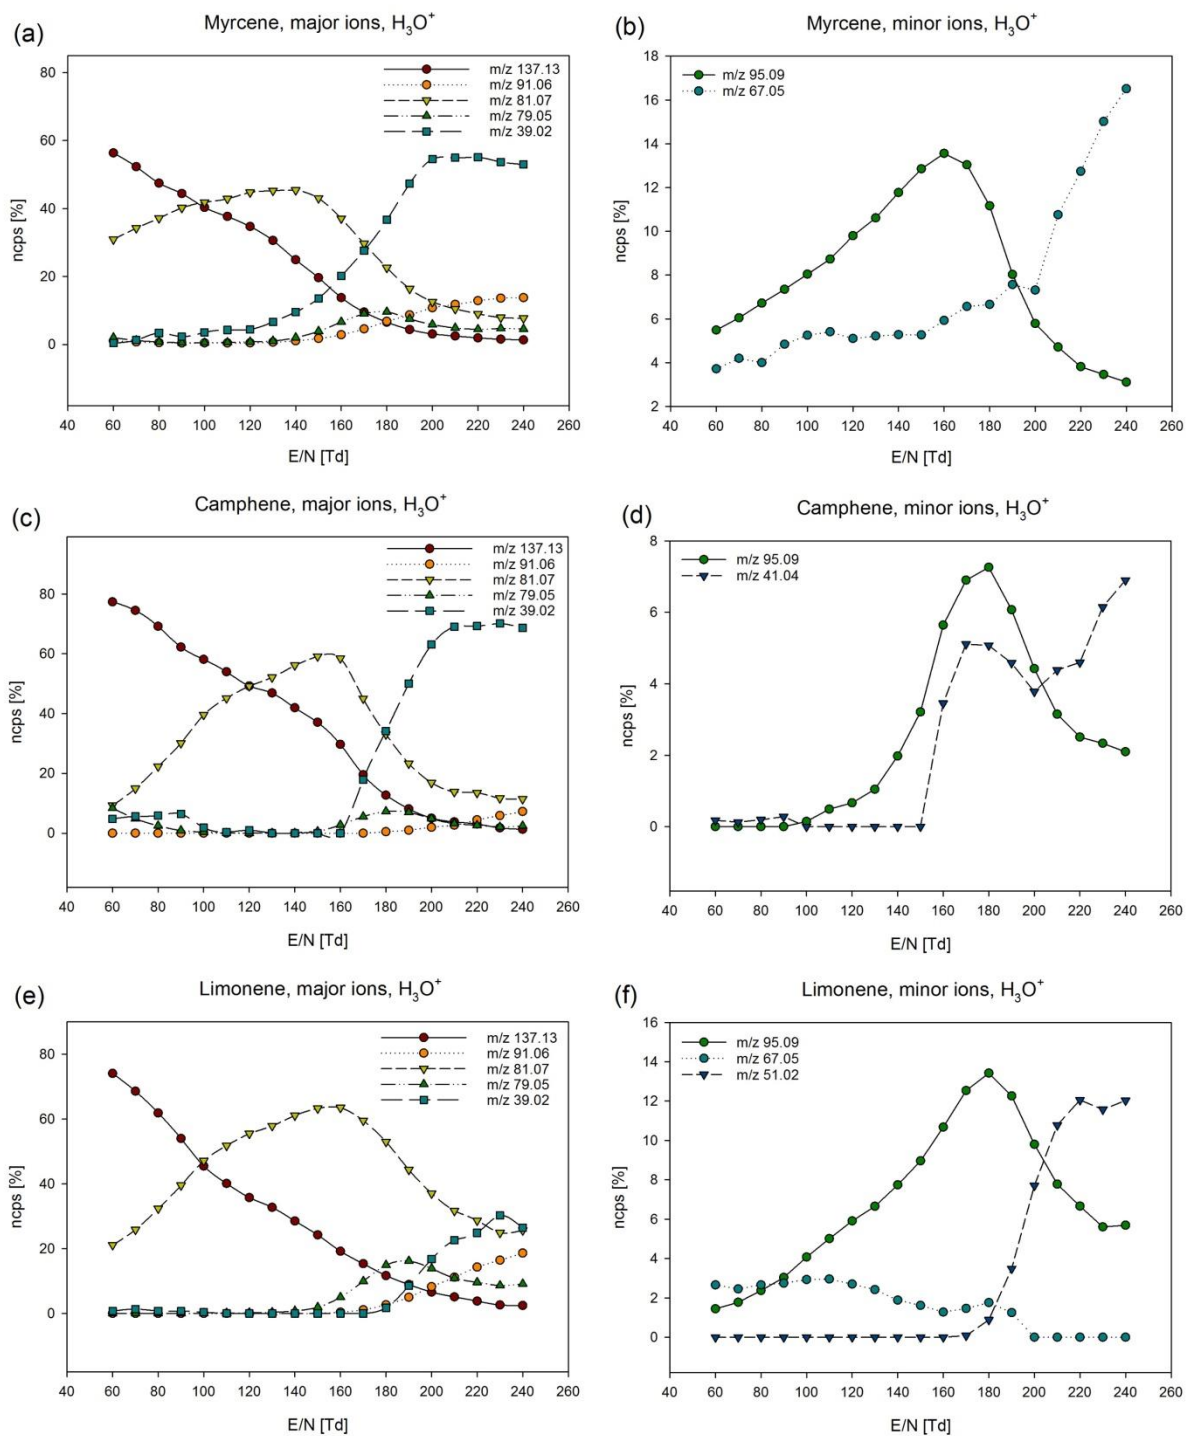 (a)
Myrcene, major ions, H₃O⁺
m/z 137.13
m/z 91.06
m/z 81.07
m/z 79.05
m/z 39.02
80
60
40
20
0
ncps [%]
40 60 80 100 120 140 160 180 200 220 240 260
E/N [Td]
(b)
Myrcene, minor ions, H₃O⁺
m/z 95.09
m/z 67.05
18
16
14
12
10
8
6
4
2
ncps [%]
40 60 80 100 120 140 160 180 200 220 240 260
E/N [Td]
(c)
Camphene, major ions, H₃O⁺
m/z 137.13
m/z 91.06
m/z 81.07
m/z 79.05
m/z 39.02
80
60
40
20
0
ncps [%]
40 60 80 100 120 140 160 180 200 220 240 260
E/N [Td]
(d)
Camphene, minor ions, H₃O⁺
m/z 95.09
m/z 41.04
8
6
4
2
0
ncps [%]
40 60 80 100 120 140 160 180 200 220 240 260
E/N [Td]
(e)
Limonene, major ions, H₃O⁺
m/z 137.13
m/z 91.06
m/z 81.07
m/z 79.05
m/z 39.02
80
60
40
20
0
ncps [%]
40 60 80 100 120 140 160 180 200 220 240 260
E/N [Td]
(f)
Limonene, minor ions, H₃O⁺
m/z 95.09
m/z 67.05
m/z 51.02
16
14
12
10
8
6
4
2
0
ncps [%]
40 60 80 100 120 140 160 180 200 220 240 260
E/N [Td]